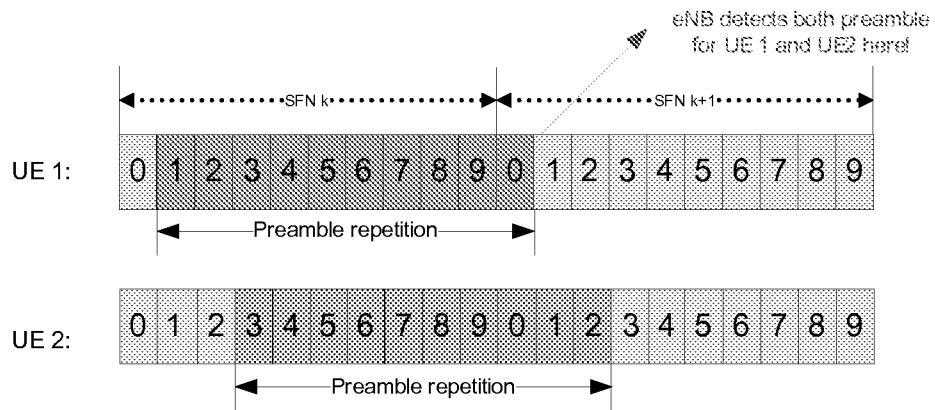 eNB detects both preamble
for UE 1 and UE2 here!
SFN k
SFN k+1
UE 1:
0 1 2 3 4 5 6 7 8 9 0 1 2 3 4 5 6 7 8 9
Preamble repetition
UE 2:
0 1 2 3 4 5 6 7 8 9 0 1 2 3 4 5 6 7 8 9
Preamble repetition